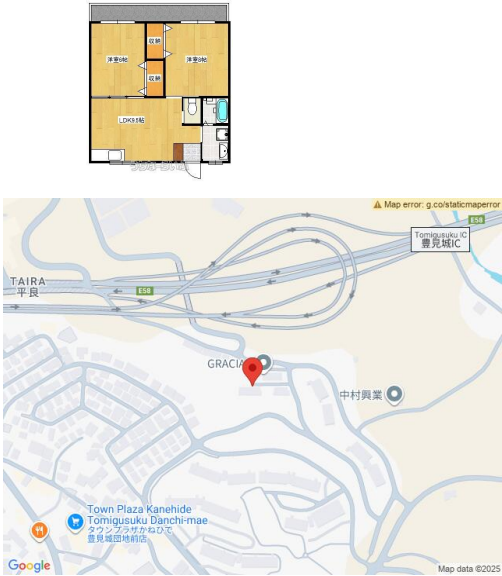 収納
洋室6帖
洋室8帖
収納
LDK9.5帖
Map error: g.co/staticmaperror
E58
Tomigusuku IC
豊見城IC
TAIRA
平良
E58
GRACIA
中村興業
Town Plaza Kanehide
Tomigusuku Danchi-mae
タウンプラザかねひで
豊見城団地前店
Google
Map data ©2025